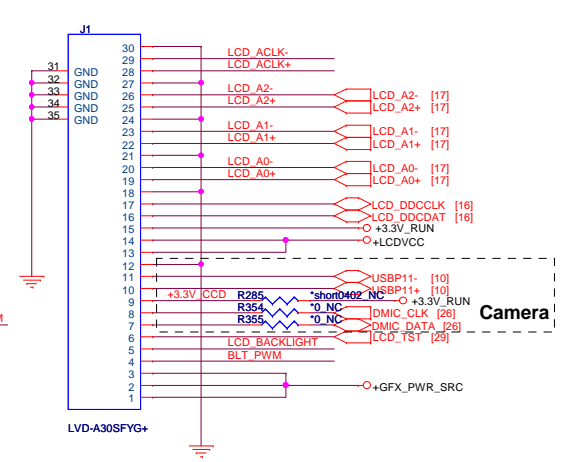 J1
30
29 LCD_ACLK-
28 LCD_ACLK+
31 GND 27
32 GND 26 LCD_A2- LCD_A2- [17]
33 GND 25 LCD_A2+ LCD_A2+ [17]
34 GND 24
35 GND 23 LCD_A1- LCD_A1- [17]
22 LCD_A1+ LCD_A1+ [17]
21
20 LCD_A0- LCD_A0- [17]
19 LCD_A0+ LCD_A0+ [17]
18
17 LCD_DDCCLK [16]
16 LCD_DDCDAT [16]
15 +3.3V_RUN
14 +LCDVCC
13
12
11 USBP11- [10]
10 USBP11+ [10]
9 +3.3V_CCD R285 *short0402_NC +3.3V_RUN
8 R354 *0_NC DMIC_CLK [26] Camera
7 R355 *0_NC DMIC_DATA [26]
6 LCD_TST [29]
5 LCD_BACKLIGHT
4 BLT_PWM
3
2 +GFX_PWR_SRC
1
LVD-A30SFYG+